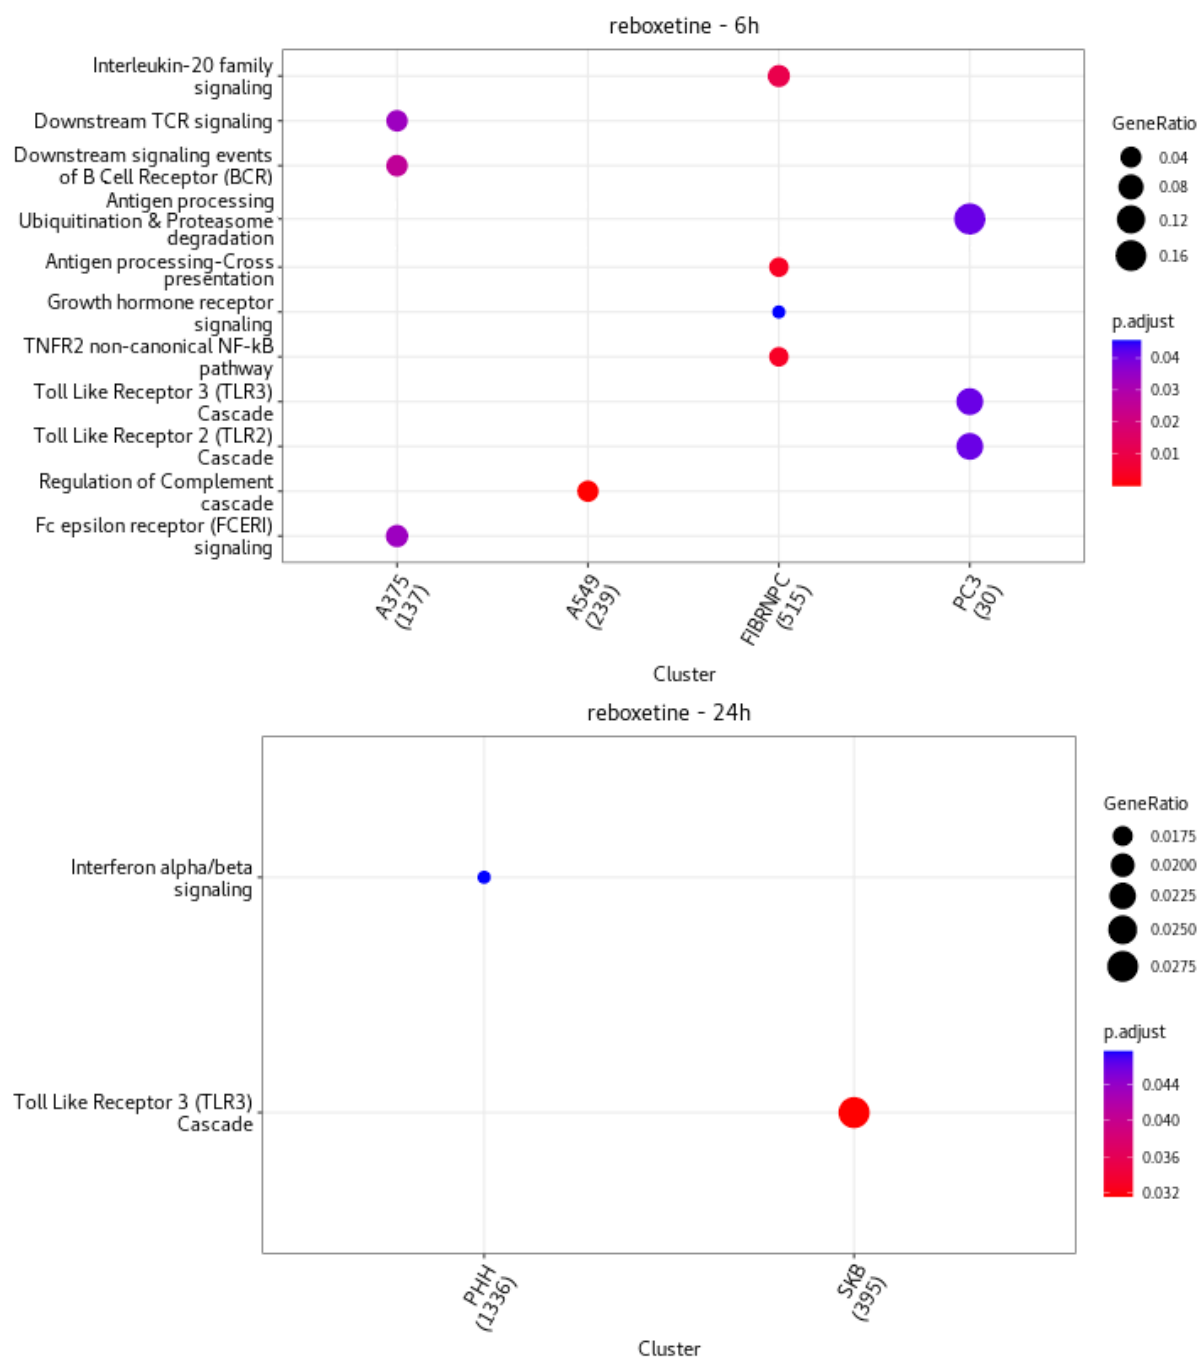 reboxetine - 6h
Interleukin-20 family
signaling
Downstream TCR signaling
Downstream signaling events
of B Cell Receptor (BCR)
Antigen processing
Ubiquitination & Proteasome
degradation
Antigen processing-Cross
presentation
Growth hormone receptor
signaling
TNFR2 non-canonical NF-kB
pathway
Toll Like Receptor 3 (TLR3)
Cascade
Toll Like Receptor 2 (TLR2)
Cascade
Regulation of Complement
cascade
Fc epsilon receptor (FCERI)
signaling
A375
(137)
A549
(239)
FIBRNPC
(515)
PC3
(30)
Cluster
GeneRatio
0.04
0.08
0.12
0.16
p.adjust
0.04
0.03
0.02
0.01
reboxetine - 24h
Interferon alpha/beta
signaling
Toll Like Receptor 3 (TLR3)
Cascade
PHH
(1336)
SKB
(395)
Cluster
GeneRatio
0.0175
0.0200
0.0225
0.0250
0.0275
p.adjust
0.044
0.040
0.036
0.032